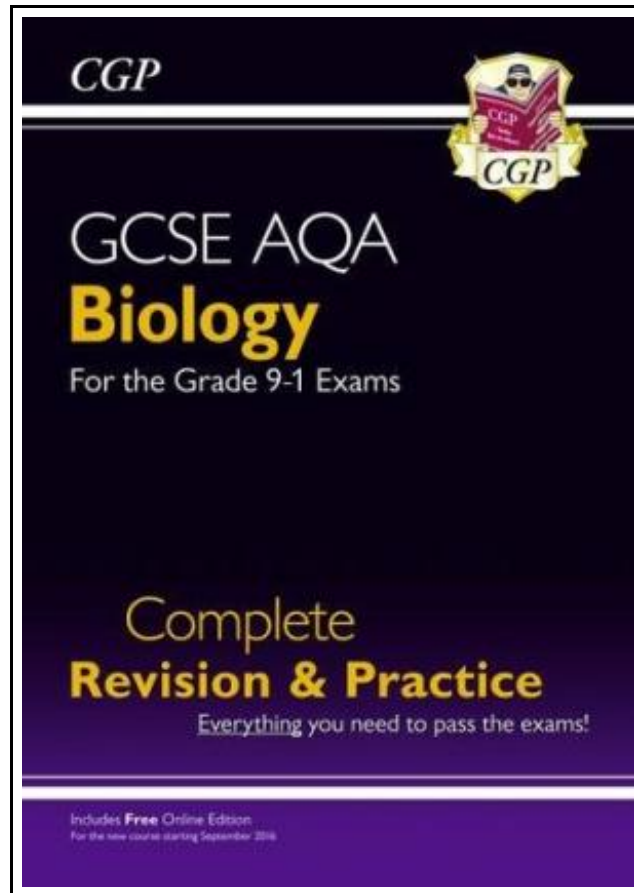 CGP
CGP
CGP
GCSE AQA
Biology
For the Grade 9-1 Exams
Complete
Revision & Practice
Everything you need to pass the exams!
Includes Free Online Edition
For the new course starting September 2016